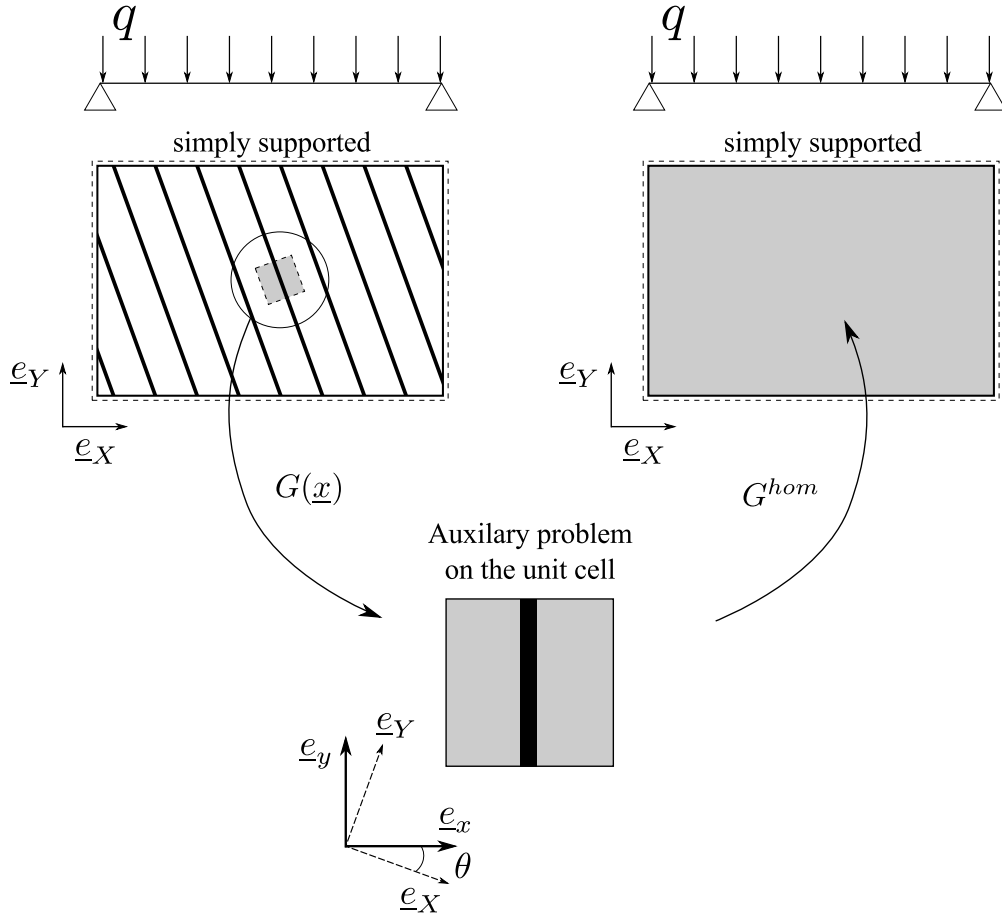 q
q
simply supported
simply supported
e_Y
e_X
e_Y
e_X
G(x)
G^{hom}
Auxilary problem
on the unit cell
e_Y
e_y
e_x
θ
e_X